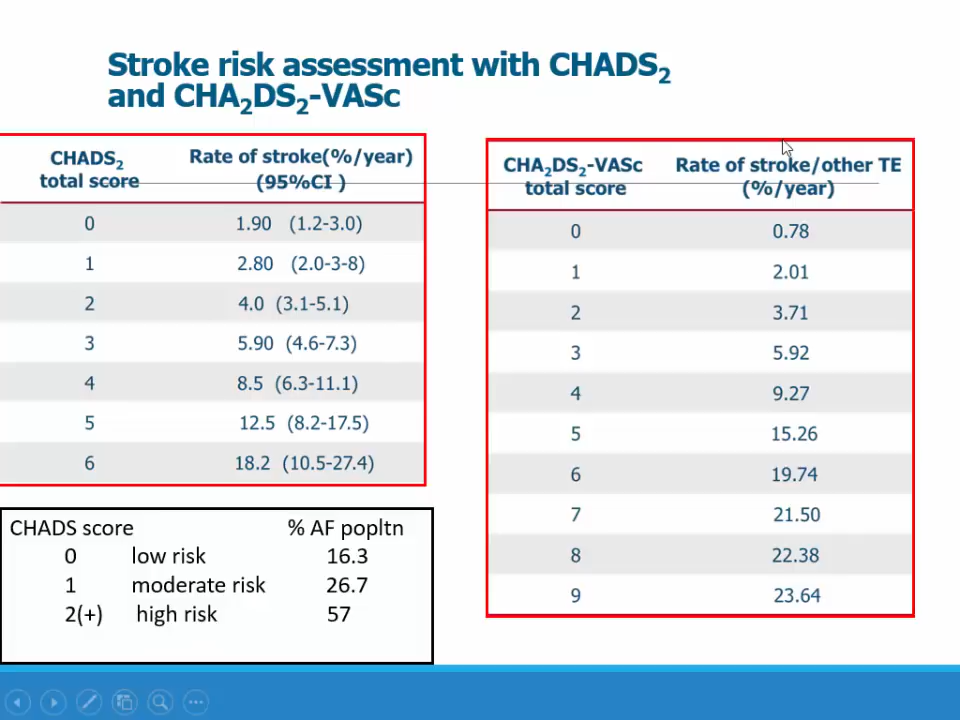 Stroke risk assessment with CHADS2
and CHA2DS2-VASc
CHADS2 total score Rate of stroke(%/year) (95%CI )
0 1.90 (1.2-3.0)
1 2.80 (2.0-3-8)
2 4.0 (3.1-5.1)
3 5.90 (4.6-7.3)
4 8.5 (6.3-11.1)
5 12.5 (8.2-17.5)
6 18.2 (10.5-27.4)
CHADS score % AF popltn
0 low risk 16.3
1 moderate risk 26.7
2(+) high risk 57
CHA2DS2-VASc total score Rate of stroke/other TE (%/year)
0 0.78
1 2.01
2 3.71
3 5.92
4 9.27
5 15.26
6 19.74
7 21.50
8 22.38
9 23.64